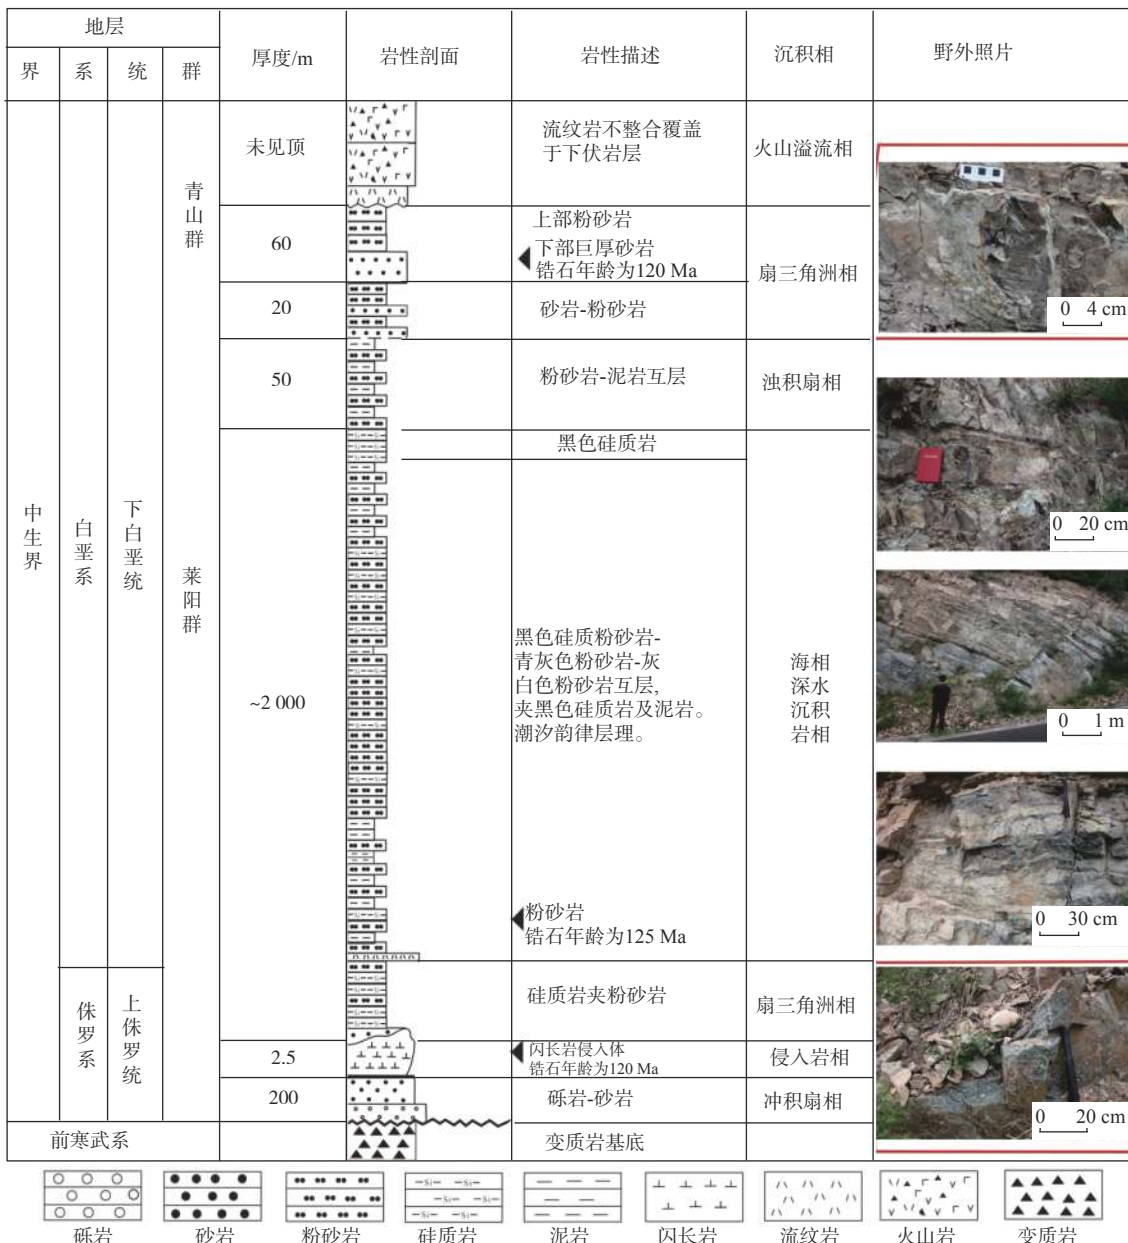 地层
界 系 统 群
厚度/m
岩性剖面
岩性描述
沉积相
野外照片
中生界
白垩系
下白垩统
青山群
莱阳群
侏罗系
上侏罗统
前寒武系
未见顶
流纹岩不整合覆盖
于下伏岩层
火山溢流相
60
上部粉砂岩
下部巨厚砂岩
锆石年龄为120 Ma
扇三角洲相
20
砂岩-粉砂岩
50
粉砂岩-泥岩互层
浊积扇相
黑色硅质岩
~2 000
黑色硅质粉砂岩-
青灰色粉砂岩-灰
白色粉砂岩互层,
夹黑色硅质岩及泥岩。
潮汐韵律层理。
海相
深水
沉积
岩相
粉砂岩
锆石年龄为125 Ma
硅质岩夹粉砂岩
扇三角洲相
2.5
闪长岩侵入体
锆石年龄为120 Ma
侵入岩相
200
砾岩-砂岩
冲积扇相
变质岩基底
0 4 cm
0 20 cm
0 1 m
0 30 cm
0 20 cm
砾岩 砂岩 粉砂岩 硅质岩 泥岩 闪长岩 流纹岩 火山岩 变质岩